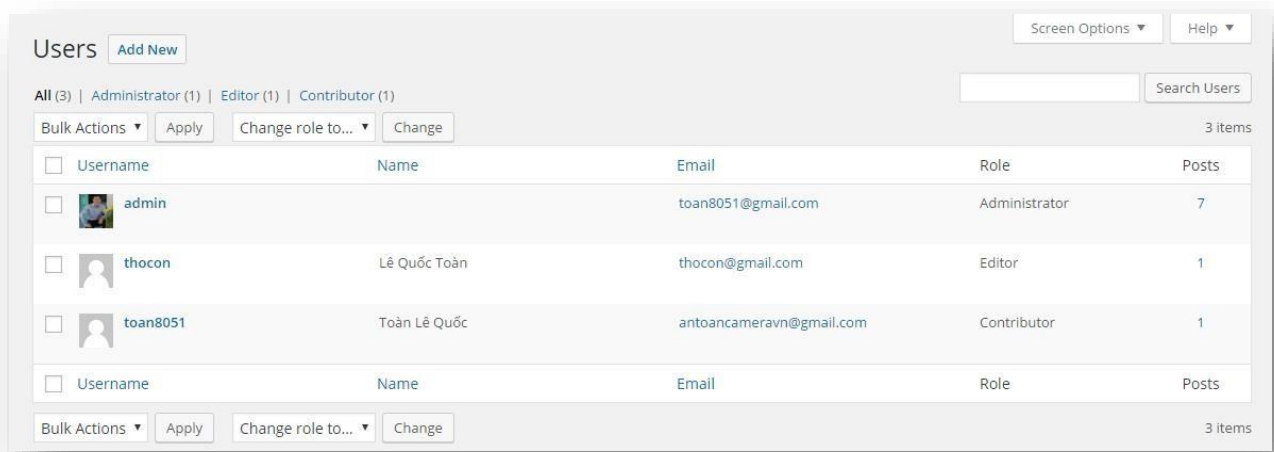 Screen Options ▼ Help ▼
Users Add New
All (3) | Administrator (1) | Editor (1) | Contributor (1)
Search Users
Bulk Actions ▼ Apply Change role to... ▼ Change 3 items
Username Name Email Role Posts
admin toan8051@gmail.com Administrator 7
thocon Lê Quốc Toàn thocon@gmail.com Editor 1
toan8051 Toàn Lê Quốc antoancameravn@gmail.com Contributor 1
Username Name Email Role Posts
Bulk Actions ▼ Apply Change role to... ▼ Change 3 items